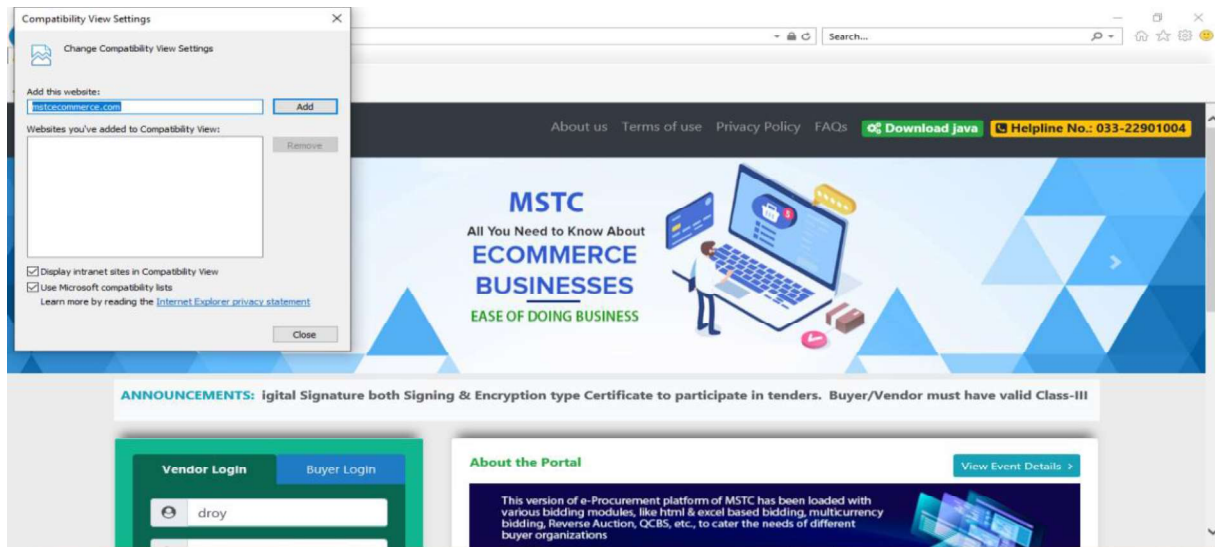 Compatibility View Settings
Change Compatibility View Settings
Add this website:
mstcecommerce.com
Add
Websites you've added to Compatibility View:
Remove
Display intranet sites in Compatibility View
Use Microsoft compatibility lists
Learn more by reading the Internet Explorer privacy statement
Close
Search...
About us Terms of use Privacy Policy FAQs Download java Helpline No.: 033-22901004
MSTC
All You Need to Know About
ECOMMERCE
BUSINESSES
EASE OF DOING BUSINESS
5
ANNOUNCEMENTS: igital Signature both Signing & Encryption type Certificate to participate in tenders. Buyer/Vendor must have valid Class-III
Vendor Login Buyer Login
droy
About the Portal
View Event Details >
This version of e-Procurement platform of MSTC has been loaded with
various bidding modules, like html & excel based bidding, multicurrency
bidding, Reverse Auction, QCBS, etc., to cater the needs of different
buyer organizations